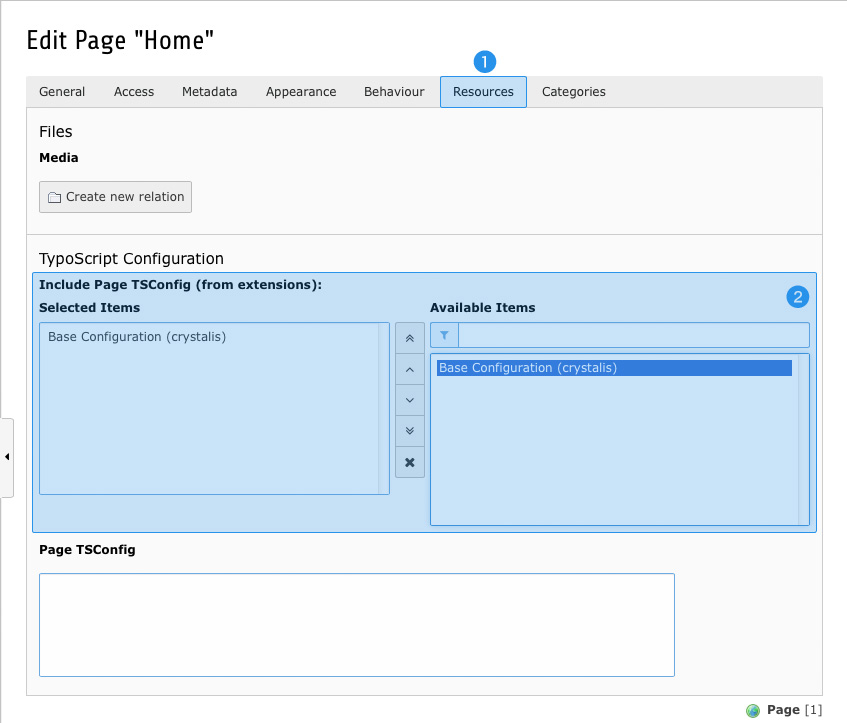 Edit Page "Home"
1
General Access Metadata Appearance Behaviour Resources Categories
Files
Media
Create new relation
TypoScript Configuration
Include Page TSConfig (from extensions):
2
Selected Items Available Items
Base Configuration (crystalis)
Base Configuration (crystalis)
Page TSConfig
Page [1]